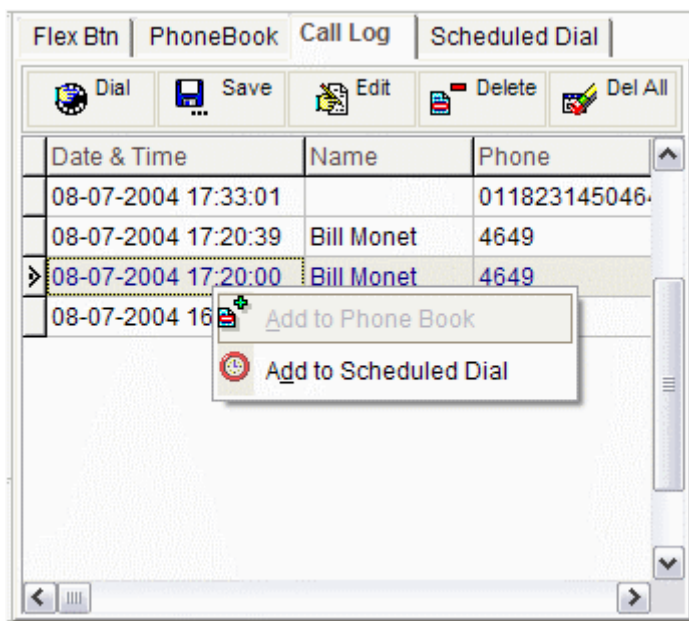 Flex Btn PhoneBook Call Log Scheduled Dial
Dial Save Edit Delete Del All
Date & Time Name Phone
08-07-2004 17:33:01 011823145046
08-07-2004 17:20:39 Bill Monet 4649
08-07-2004 17:20:00 Bill Monet 4649
08-07-2004 16
Add to Phone Book
Add to Scheduled Dial